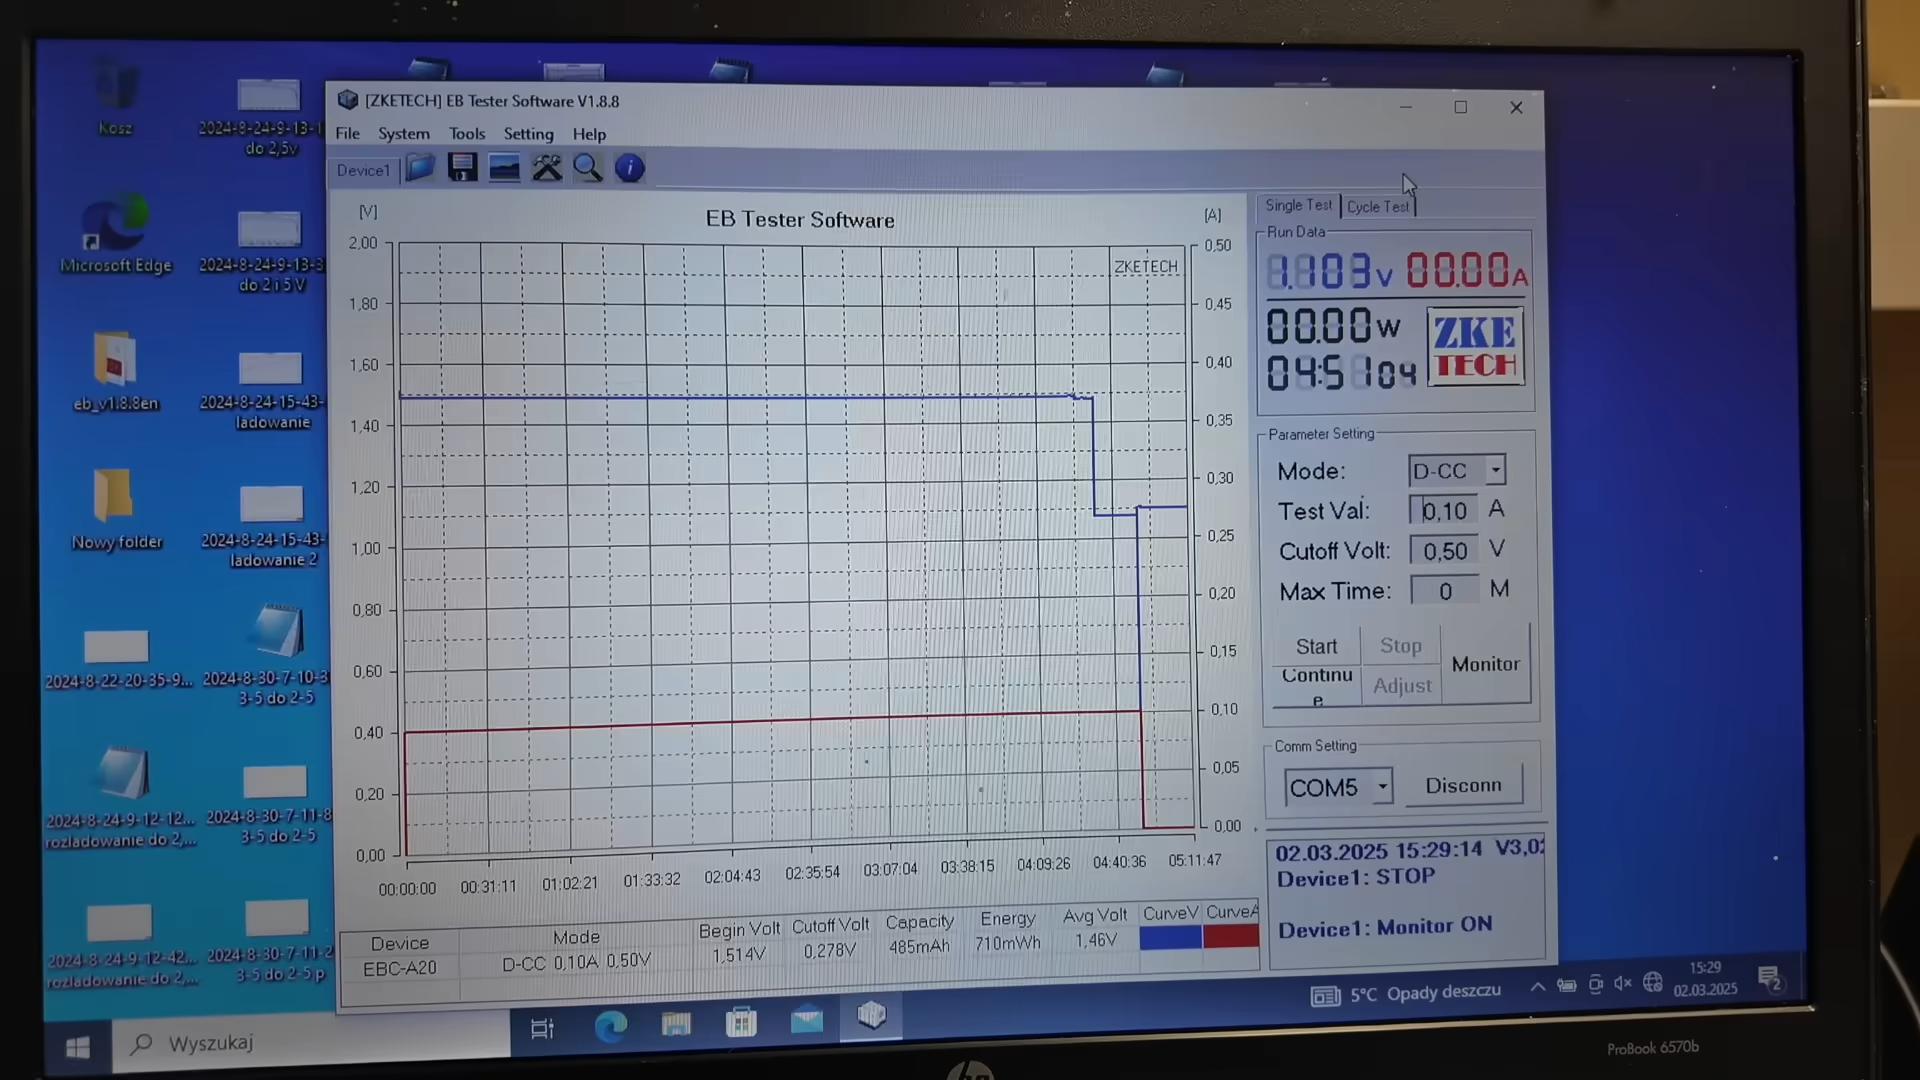 [ZKETECH] EB Tester Software V1.8.8
File System Tools Setting Help
Device1
Kosz
2024-8-24-9-13-1
do 2,5v
Microsoft Edge
2024-8-24-9-13-3
do 2 i 5 V
eb_v1.8.8en
2024-8-24-15-43-
ladowanie
Nowy folder
2024-8-24-15-43-
ladowanie 2
2024-8-22-20-35-9...
2024-8-30-7-10-3
3-5 do 2-5
2024-8-24-9-12-12...
rozladowanie do 2,...
2024-8-30-7-11-8
3-5 do 2-5
2024-8-24-9-12-42...
rozladowanie do 2,...
2024-8-30-7-11-2
3-5 do 2-5 p
EB Tester Software
[V]
[A]
ZKETECH
2,00
1,80
1,60
1,40
1,20
1,00
0,80
0,60
0,40
0,20
0,00
0,50
0,45
0,40
0,35
0,30
0,25
0,20
0,15
0,10
0,05
0,00
00:00:00 00:31:11 01:02:21 01:33:32 02:04:43 02:35:54 03:07:04 03:38:15 04:09:26 04:40:36 05:11:47
Device Mode Begin Volt Cutoff Volt Capacity Energy Avg Volt CurveV CurveA
EBC-A20 D-CC 0,10A 0,50V 1,514V 0,278V 485mAh 710mWh 1,46V
Single Test Cycle Test
Run Data
1.103V 00.00A
00.00W
04:51 04
ZKE
TECH
Parameter Setting
Mode: D-CC
Test Val: 0,10 A
Cutoff Volt: 0,50 V
Max Time: 0 M
Start Stop Monitor
Continu
e
Adjust
Comm Setting
COM5 Disconn
02.03.2025 15:29:14 V3,02
Device1: STOP
Device1: Monitor ON
Wyszukaj
5°C Opady deszczu
15:29
02.03.2025
2
hp
ProBook 6570b